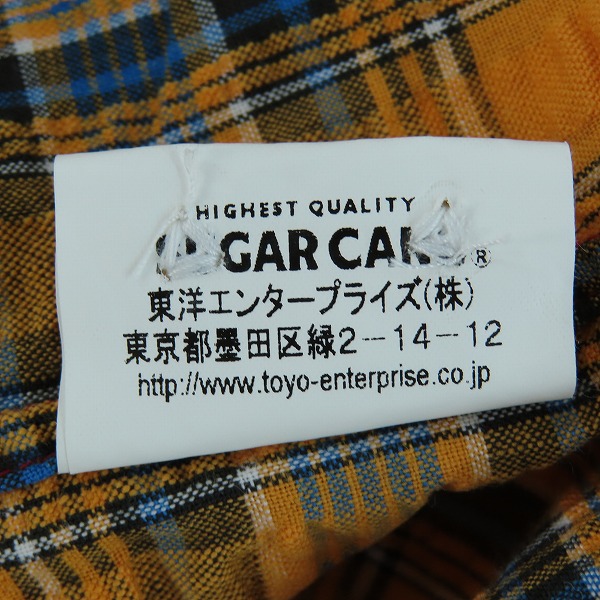 HIGHEST QUALITY
GAR CAN ®
東洋エンタープライズ(株)
東京都墨田区緑2-14-12
http://www.toyo-enterprise.co.jp